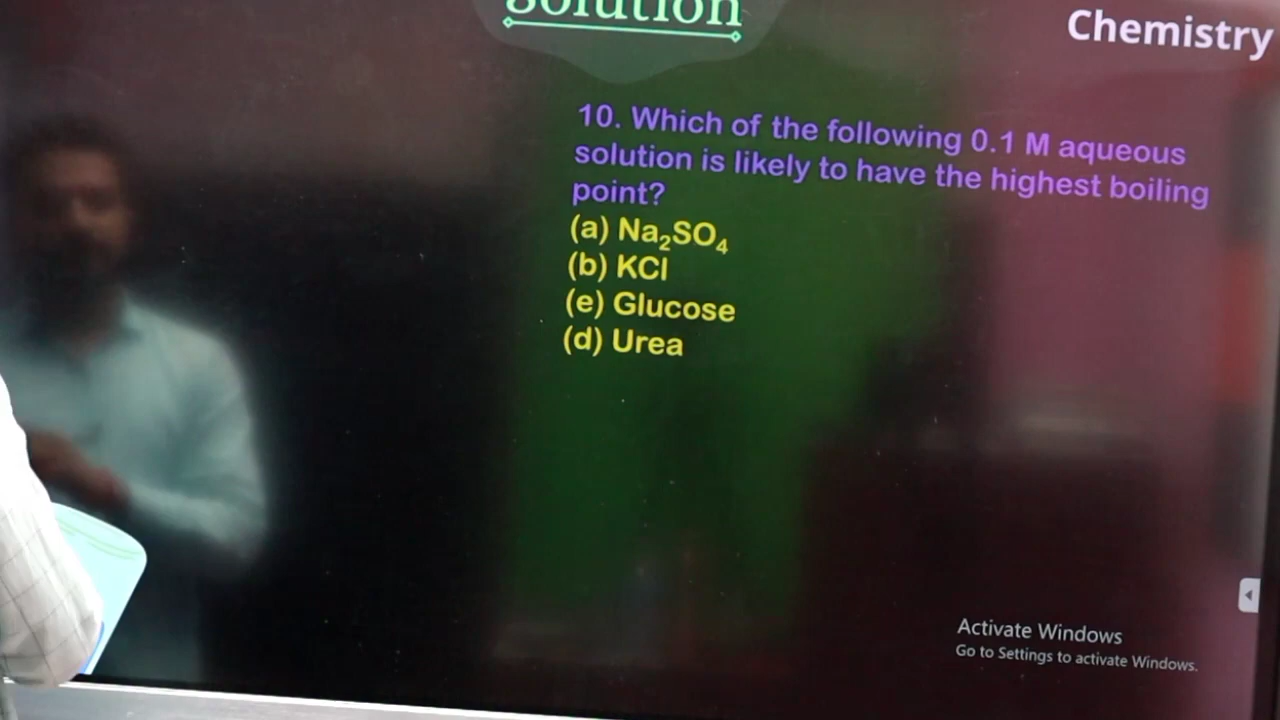 Solution
Chemistry
10. Which of the following 0.1 M aqueous
solution is likely to have the highest boiling
point?
(a) Na₂SO₄
(b) KCl
(e) Glucose
(d) Urea
Activate Windows
Go to Settings to activate Windows.